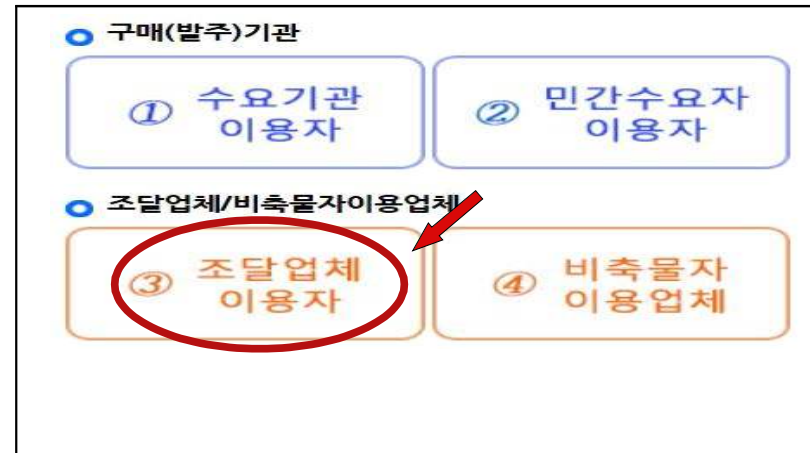 구매(발주)기관
① 수요기관
이용자
② 민간수요자
이용자
조달업체/비축물자이용업체
③ 조달업체
이용자
④ 비축물자
이용업체